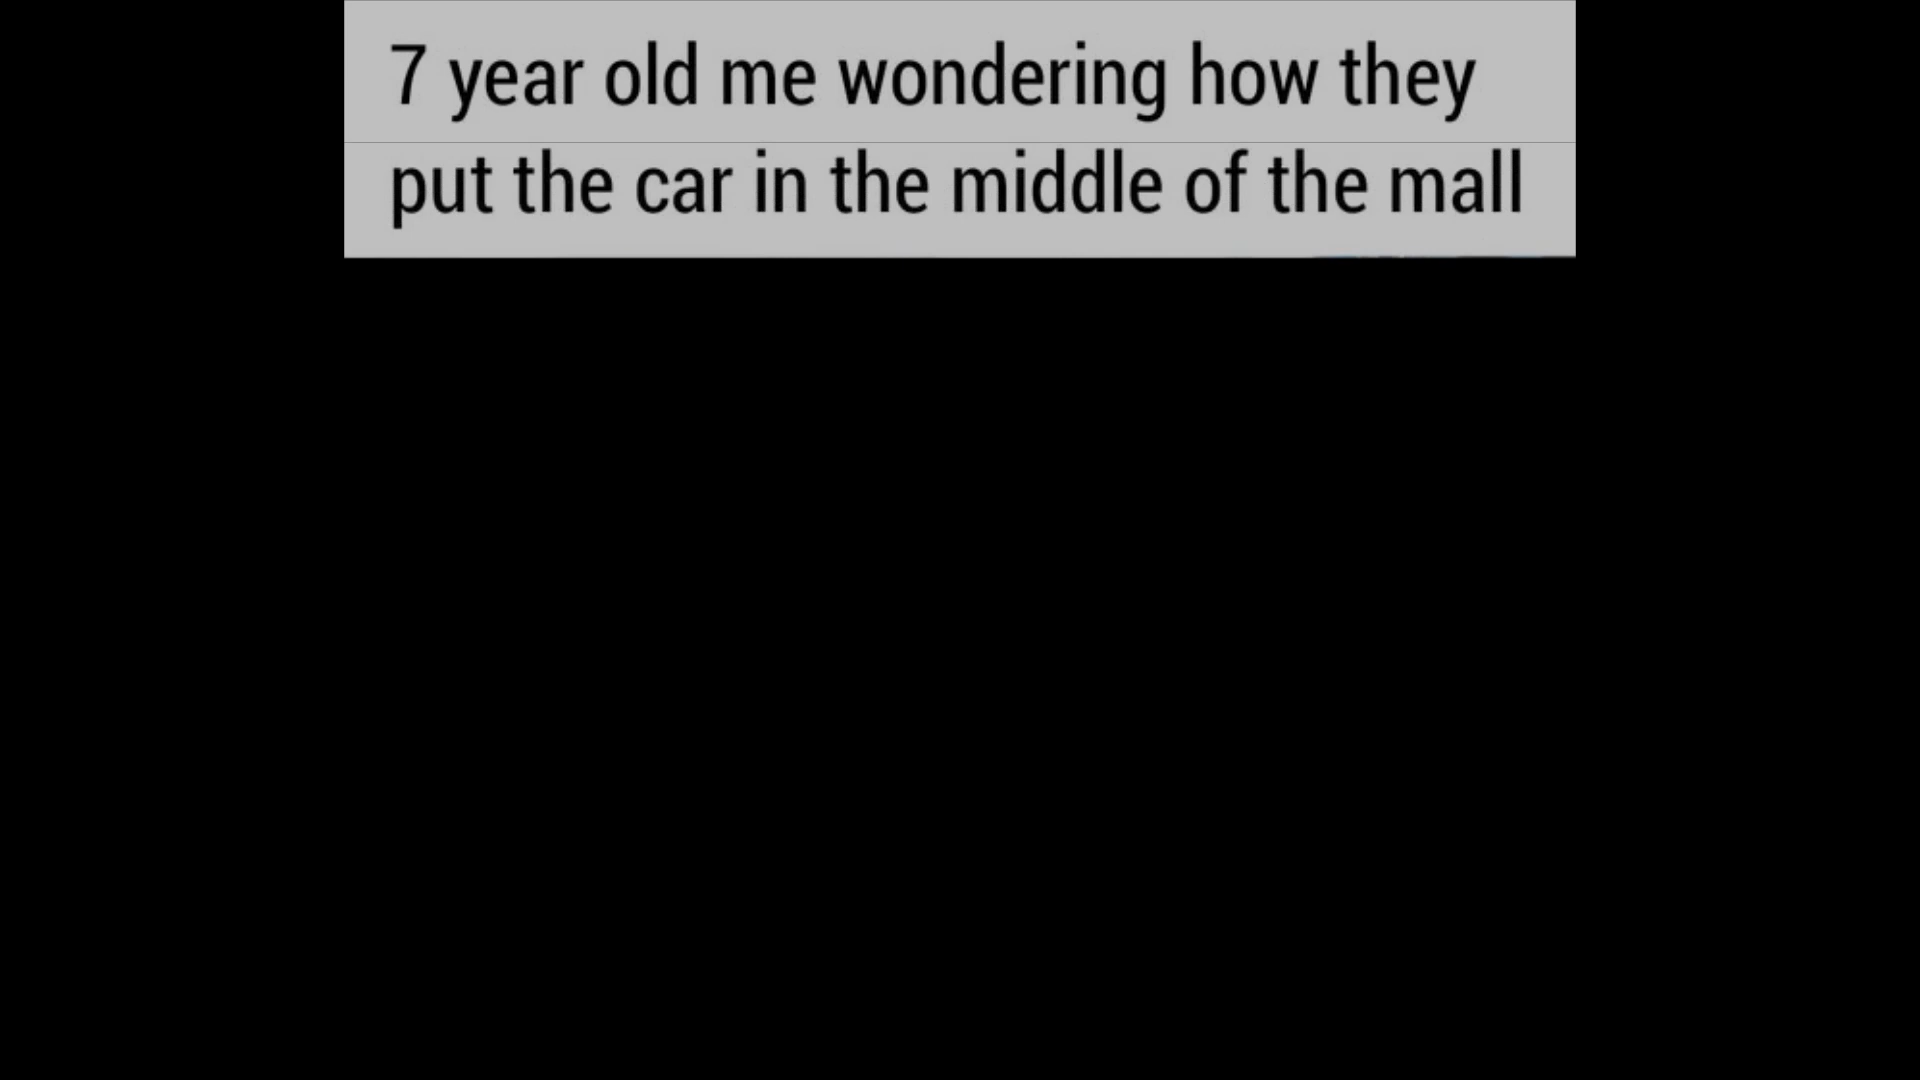 7 year old me wondering how they
put the car in the middle of the mall